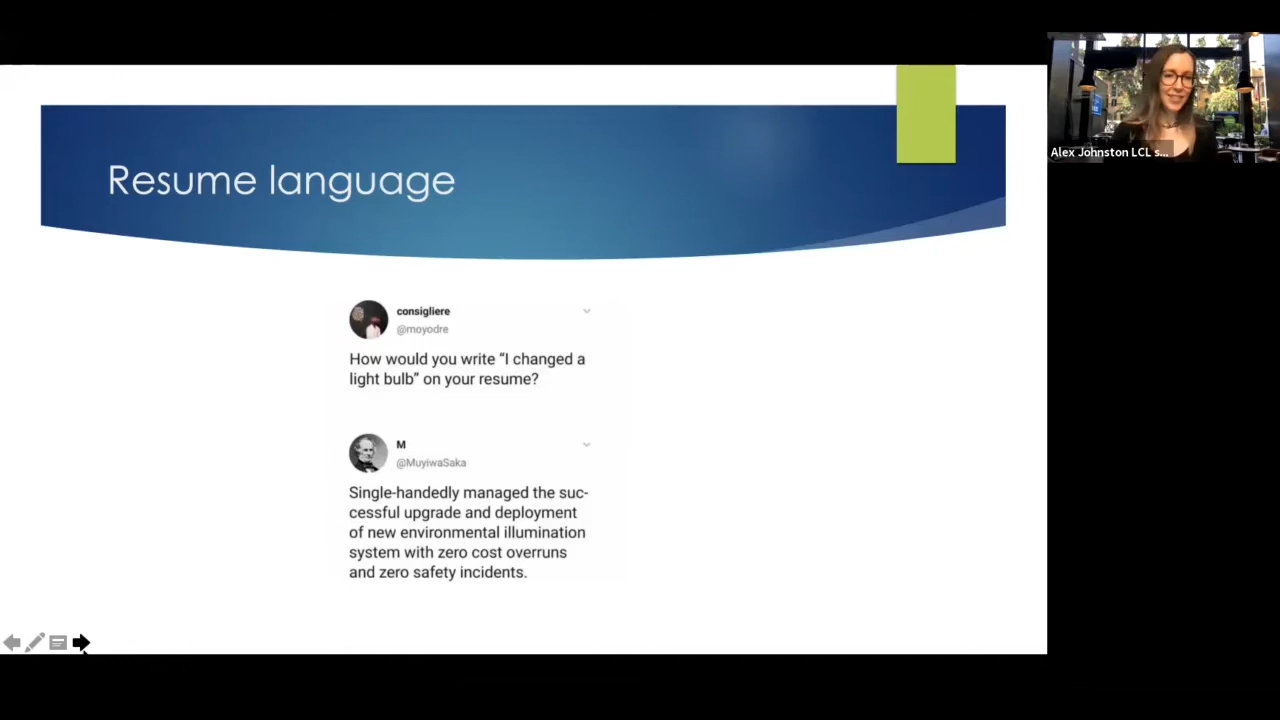 Resume language
consigliere
@moyodre
How would you write “I changed a
light bulb” on your resume?
M
@MuyiwaSaka
Single-handedly managed the suc-
cessful upgrade and deployment
of new environmental illumination
system with zero cost overruns
and zero safety incidents.
Alex Johnston LCL s...